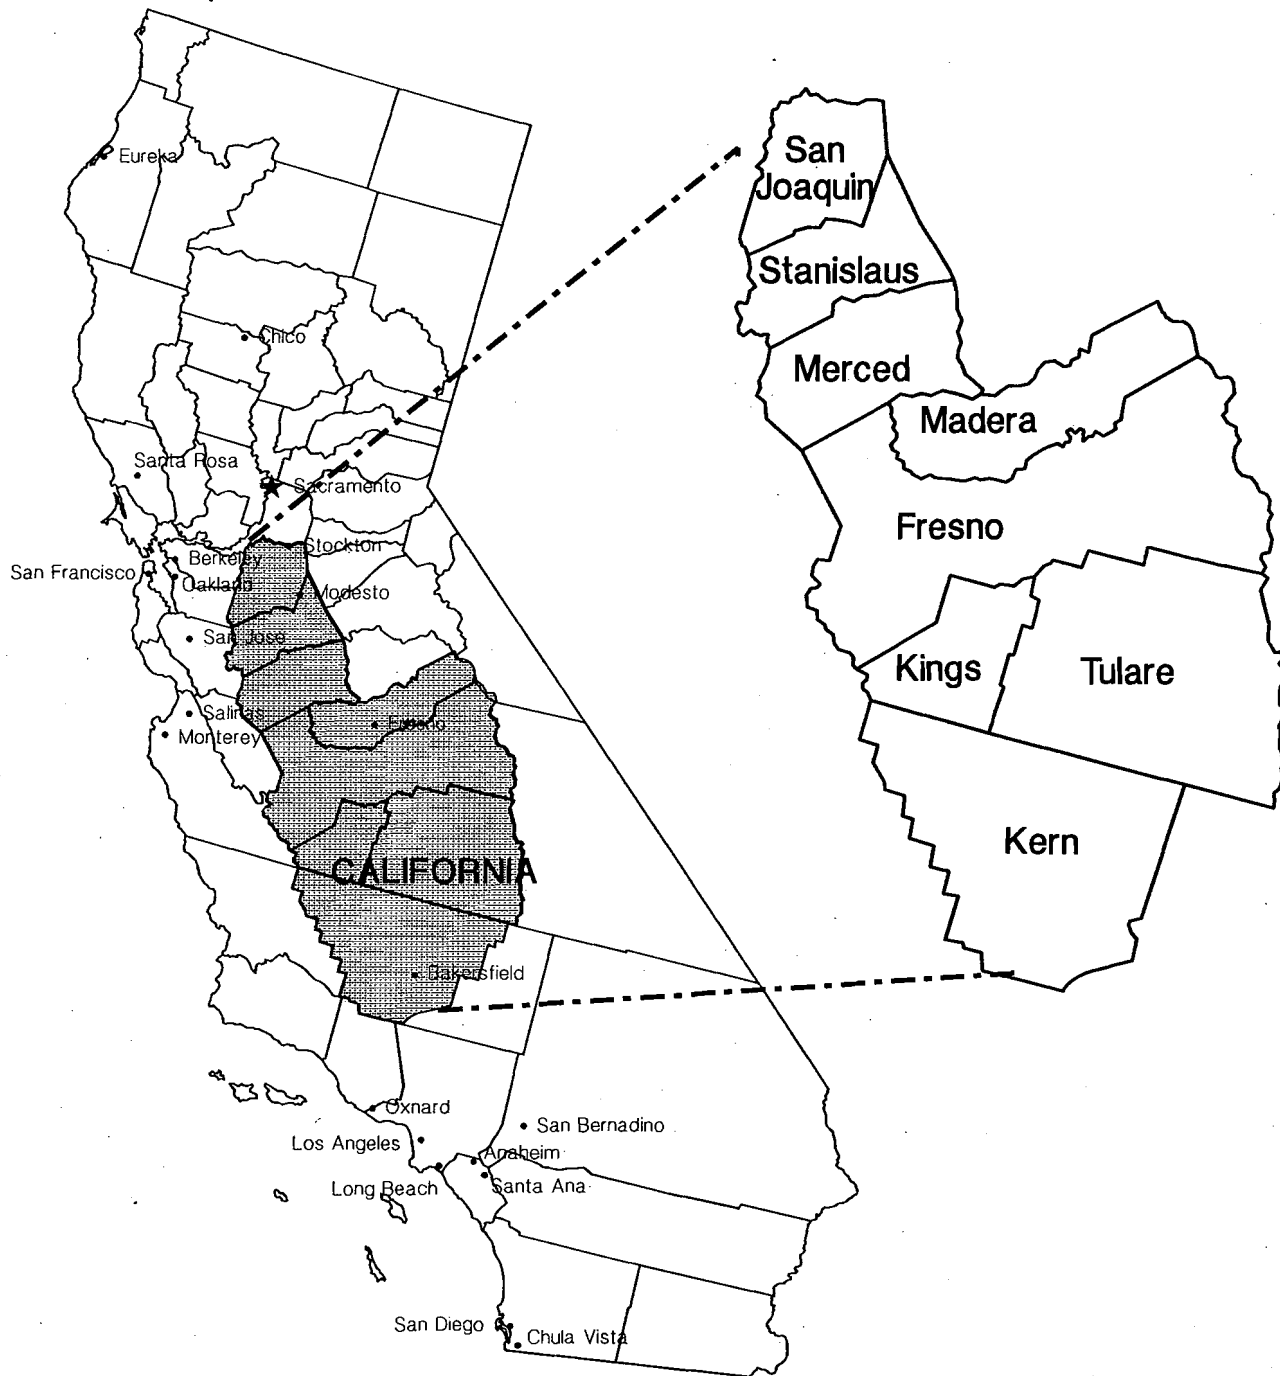 Eureka
Chico
Santa Rosa
Sacramento
Stockton
Berkeley
San Francisco
Oakland
Modesto
San Jose
Salinas
Monterey
Fresno
CALIFORNIA
Bakersfield
Oxnard
Los Angeles
San Bernadino
Anaheim
Long Beach
Santa Ana
San Diego
Chula Vista
San
Joaquin
Stanislaus
Merced
Madera
Fresno
Kings
Tulare
Kern